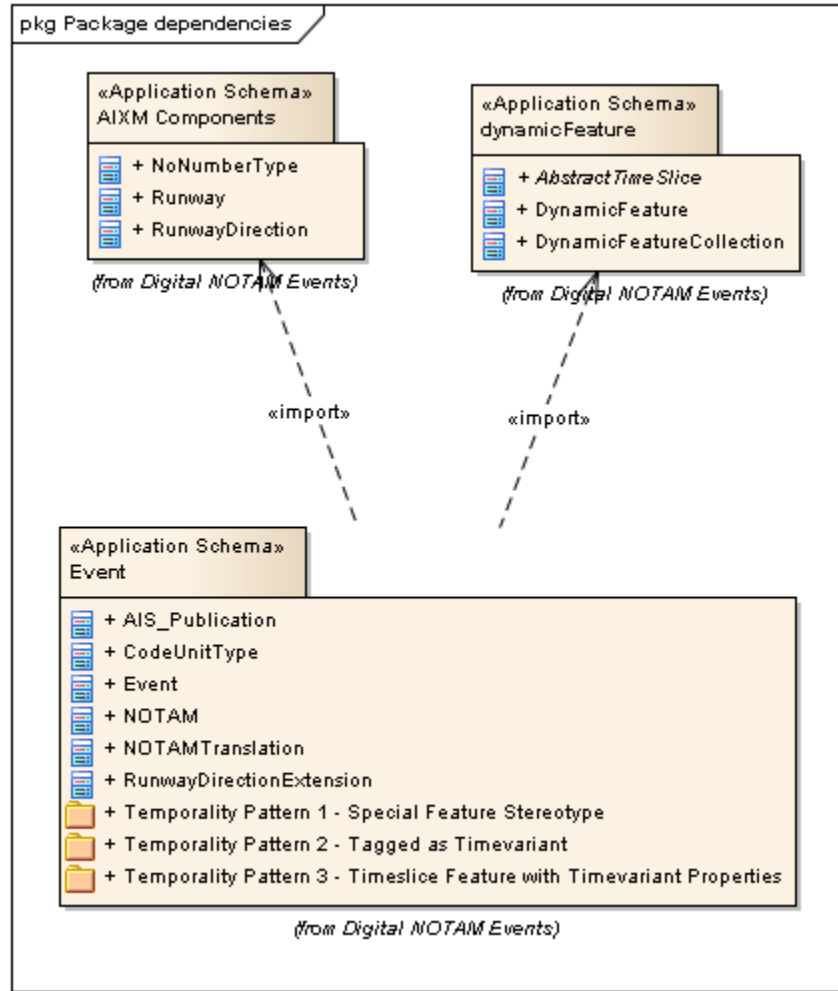 pkg Package dependencies
«Application Schema»
AIXM Components
+ NoNumberType
+ Runway
+ RunwayDirection
(from Digital NOTAM Events)
«Application Schema»
dynamicFeature
+ AbstractTimeSlice
+ DynamicFeature
+ DynamicFeatureCollection
(from Digital NOTAM Events)
«import»
«import»
«Application Schema»
Event
+ AIS_Publication
+ CodeUnitType
+ Event
+ NOTAM
+ NOTAMTranslation
+ RunwayDirectionExtension
+ Temporality Pattern 1 - Special Feature Stereotype
+ Temporality Pattern 2 - Tagged as Timevariant
+ Temporality Pattern 3 - Timeslice Feature with Timevariant Properties
(from Digital NOTAM Events)